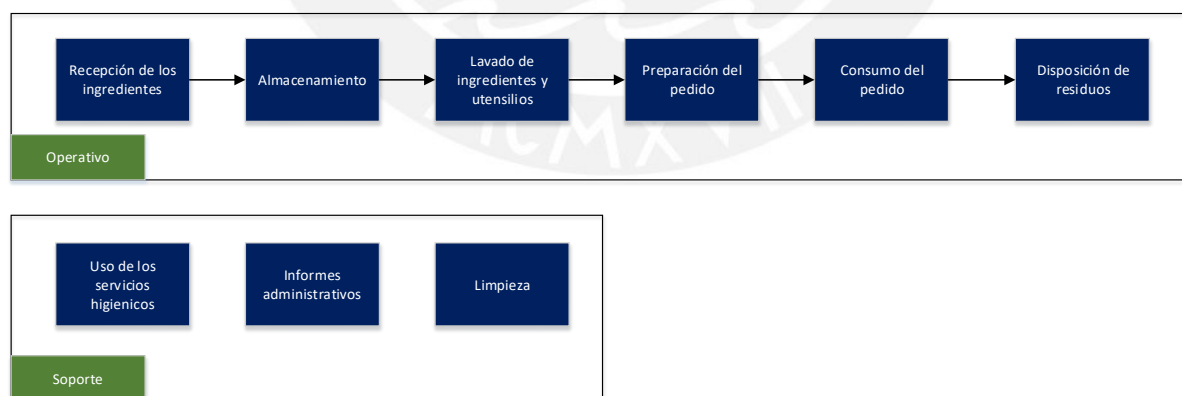 Recepción de los
ingredientes
Almacenamiento
Lavado de
ingredientes y
utensilios
Preparación del
pedido
Consumo del
pedido
Disposición de
residuos
Operativo
MCMXVII
Uso de los
servicios
higienicos
Informes
administrativos
Limpieza
Soporte